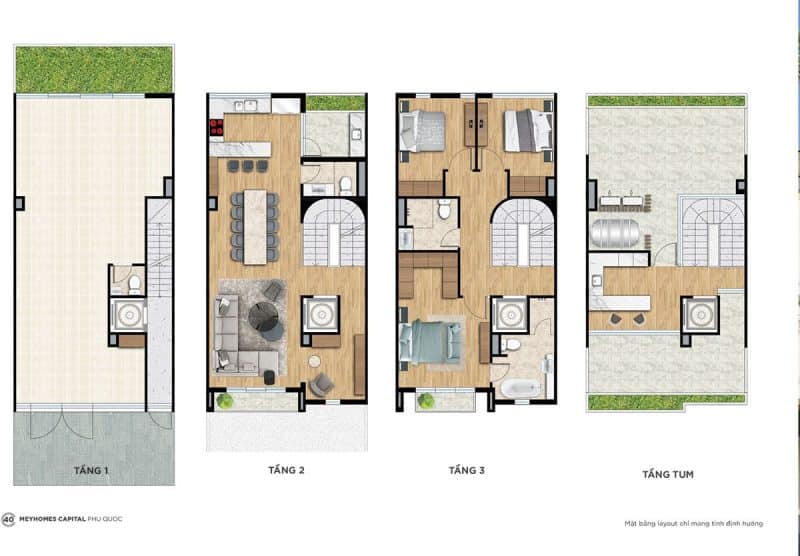 TẦNG 1
TẦNG 2
TẦNG 3
TẦNG TUM
40 MEYHOMES CAPITAL PHU QUOC
Mặt bằng layout chỉ mang tính định hướng